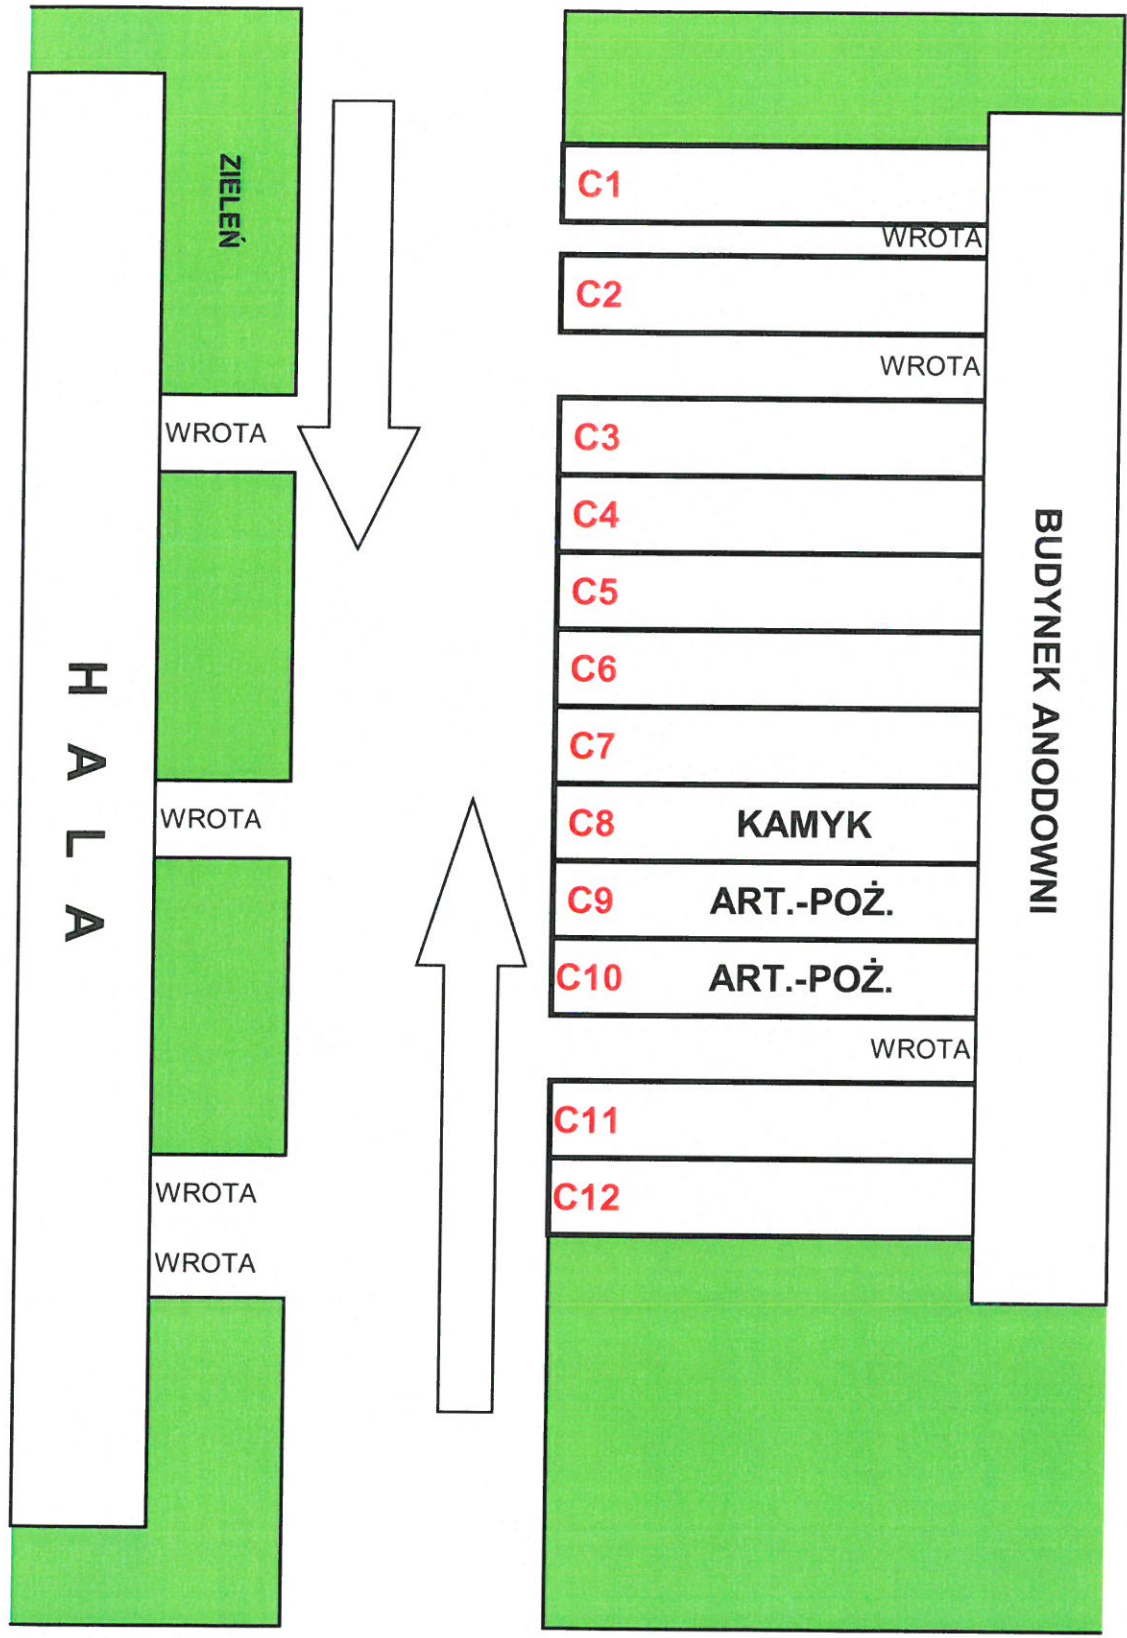 ZIELEŃ
WROTA
WROTA
WROTA
WROTA
H A L A
C1
WROTA
C2
WROTA
C3
C4
C5
C6
C7
C8 KAMYK
C9 ART.-POŻ.
C10 ART.-POŻ.
WROTA
C11
C12
BUDYNEK ANODOWNI